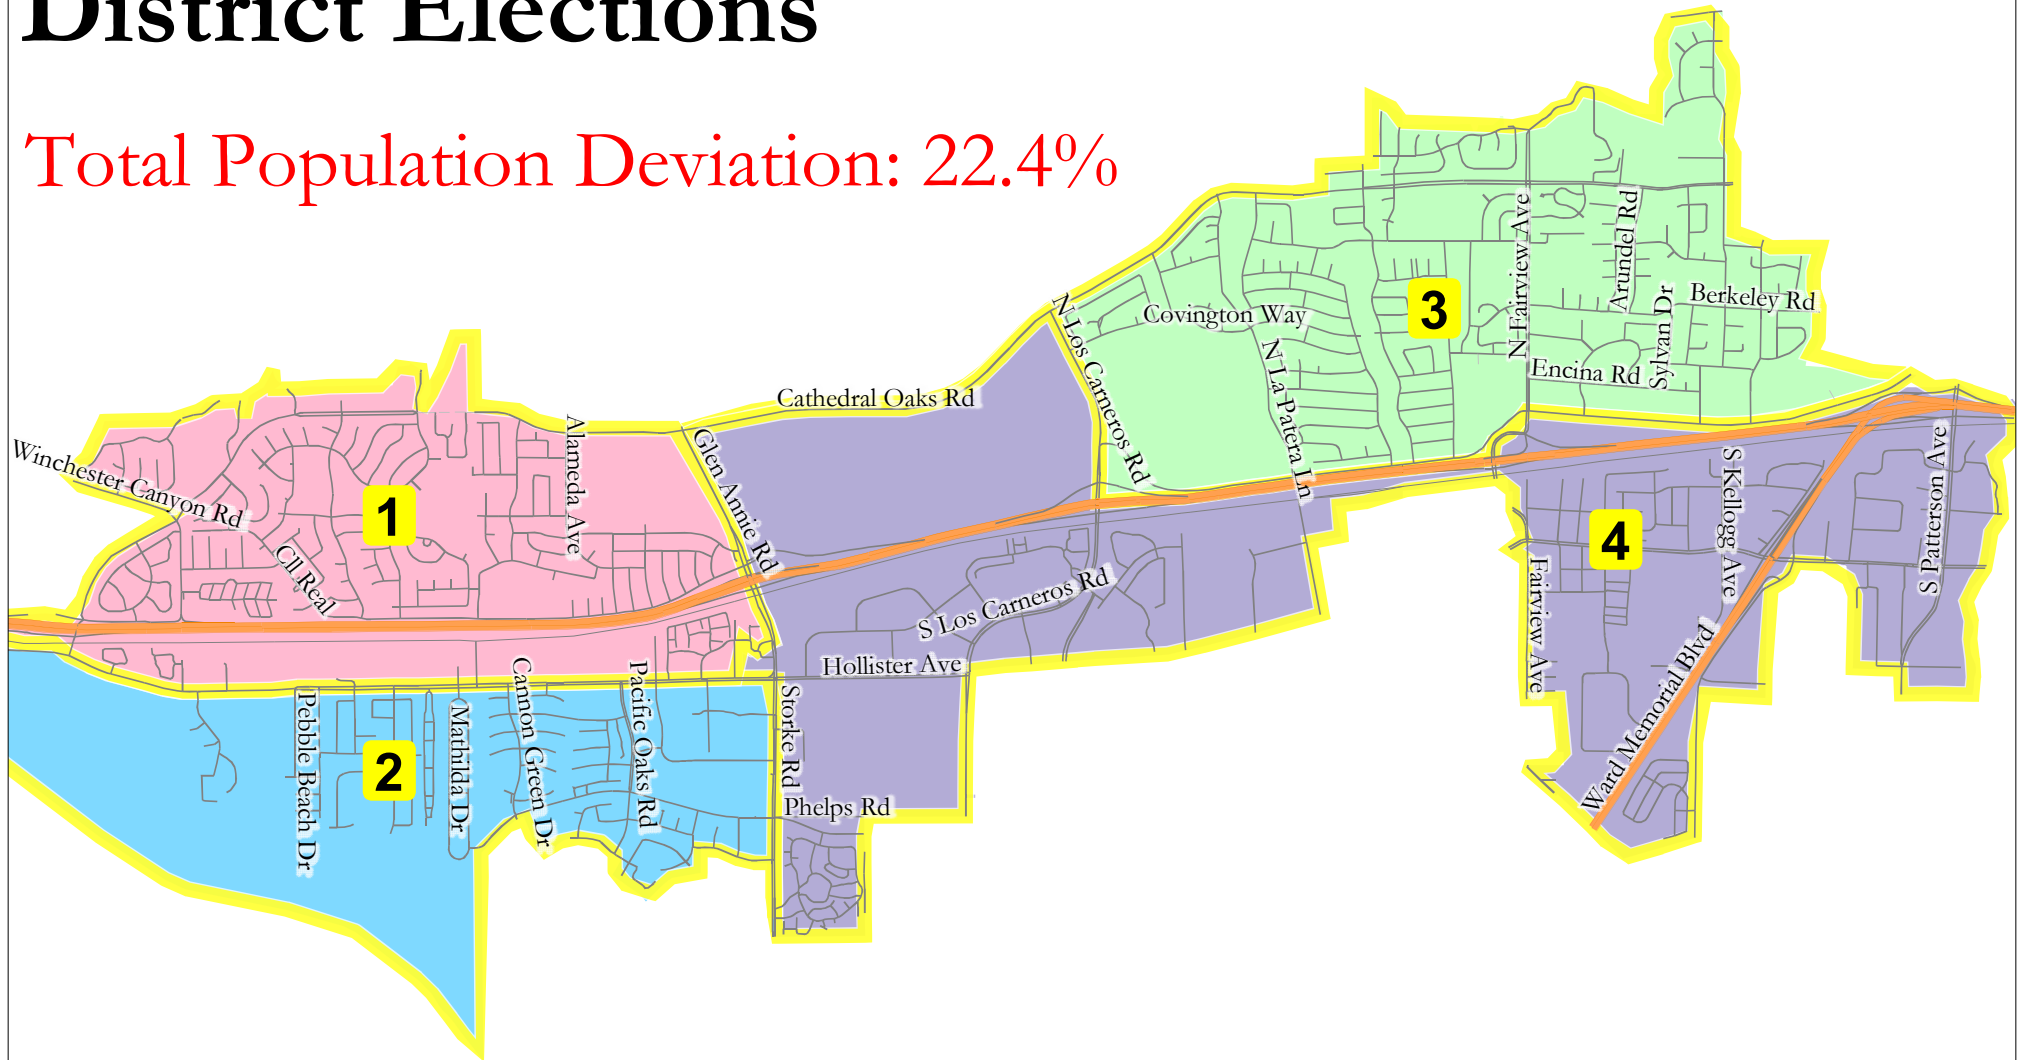 District Elections
Total Population Deviation: 22.4%
N Fairview Ave
Arundel Rd
Sylvan Dr
Berkeley Rd
3
Covington Way
N Los Carneros Rd
N La Patera Ln
Encina Rd
Cathedral Oaks Rd
Alameda Ave
Glen Annie Rd
Winchester Canyon Rd
1
Cll Real
S Kellogg Ave
S Patterson Ave
4
Fairview Ave
S Los Carneros Rd
Hollister Ave
Ward Memorial Blvd
Pebble Beach Dr
Mathilda Dr
Cannon Green Dr
Pacific Oaks Rd
Storke Rd
2
Phelps Rd